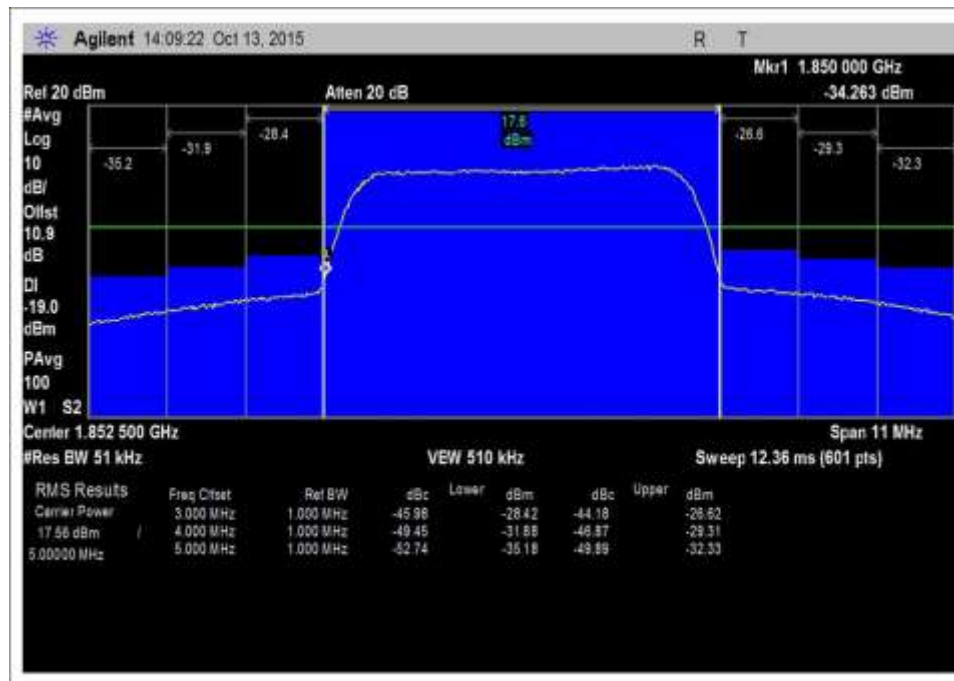 Agilent 14:09:22 Oct 13, 2015 R T
Mkr1 1.850 000 GHz
Ref 20 dBm Atten 20 dB -34.263 dBm
#Avg
Log
10
dB/
Offst
10.9
dB
DI
-19.0
dBm
PAvg
100
W1 S2
-35.2 -31.9 -28.4 17.6 dBm -26.6 -29.3 -32.3
1
Center 1.852 500 GHz Span 11 MHz
#Res BW 51 kHz VBW 510 kHz Sweep 12.36 ms (601 pts)
RMS Results Freq Offset Ref BW dBc Lower dBm dBc Upper dBm
Carrier Power 3.000 MHz 1.000 MHz -45.98 -28.42 -44.18 -26.62
17.56 dBm / 4.000 MHz 1.000 MHz -49.45 -31.88 -46.87 -29.31
5.00000 MHz 5.000 MHz 1.000 MHz -52.74 -35.18 -49.89 -32.33